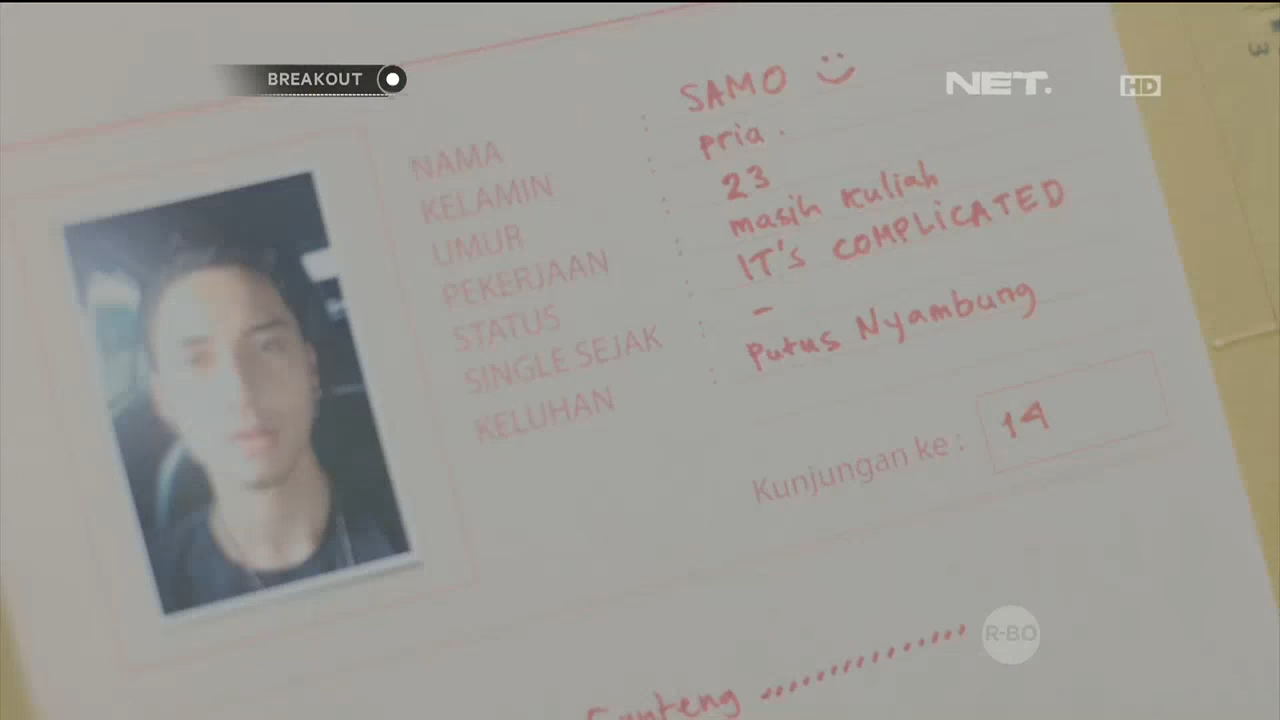 BREAKOUT
NET.
HD
NAMA : SAMO
KELAMIN : pria.
UMUR : 23
PEKERJAAN : masih kuliah
STATUS : IT'S COMPLICATED
SINGLE SEJAK : -
KELUHAN : Putus Nyambung
Kunjungan ke : 14
R-BO